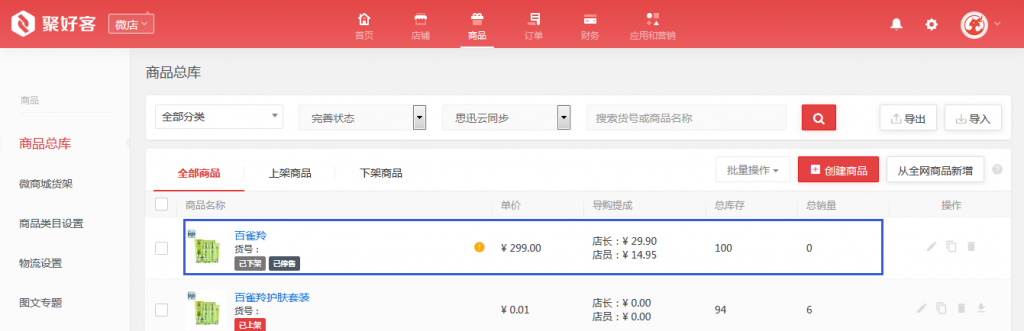 聚好客 微店
首页 店铺 商品 订单 财务 应用和营销
商品
商品总库
微商城货架
商品类目设置
物流设置
图文专题
商品总库
全部分类 完善状态 思迅云同步 搜索货号或商品名称 导出 导入
全部商品 上架商品 下架商品 批量操作 创建商品 从全网商品新增
商品名称 单价 导购提成 总库存 总销量 操作
百雀羚
货号：
已下架 已停售
¥ 299.00
店长：¥ 29.90
店员：¥ 14.95
100 0
百雀羚护肤套装
货号：
已上架
¥ 0.01
店长：¥ 0.00
店员：¥ 0.00
94 6